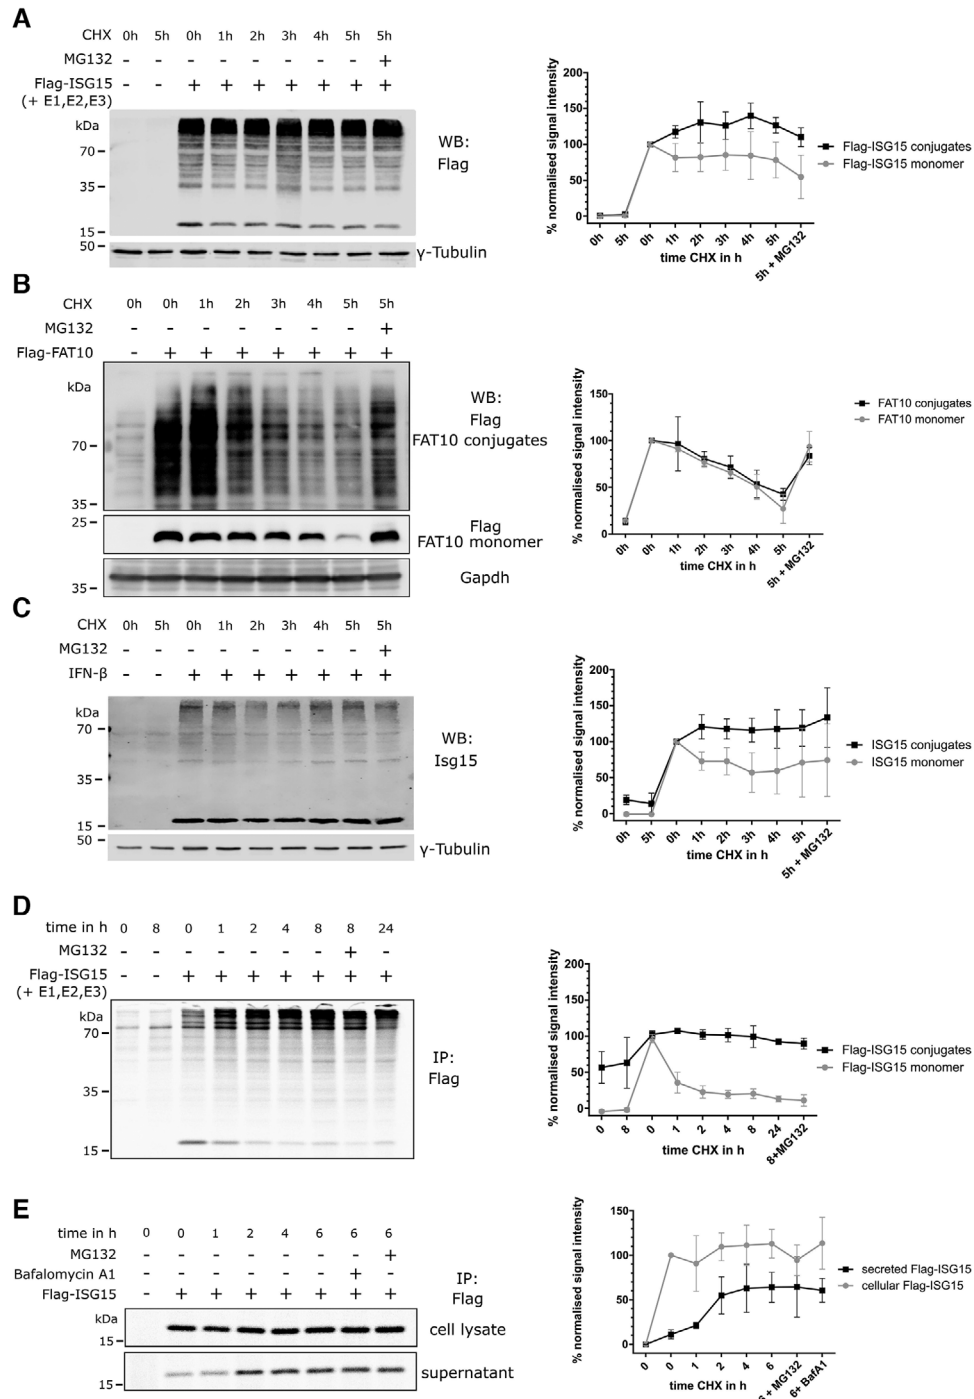 A
CHX 0h 5h 0h 1h 2h 3h 4h 5h 5h
MG132 - - - - - - - - +
Flag-ISG15 - - + + + + + + +
(+ E1,E2,E3)
kDa
70
35
15
50
WB:
Flag
γ-Tubulin
% normalised signal intensity
200
150
100
50
0
0h 5h 0h 1h 2h 3h 4h 5h 5h + MG132
time CHX in h
Flag-ISG15 conjugates
Flag-ISG15 monomer
B
CHX 0h 0h 1h 2h 3h 4h 5h 5h
MG132 - - - - - - - +
Flag-FAT10 - + + + + + + +
kDa
70
35
25
35
WB:
Flag
FAT10 conjugates
Flag
FAT10 monomer
Gapdh
% normalised signal intensity
150
100
50
0
0h 0h 1h 2h 3h 4h 5h 5h + MG132
time CHX in h
FAT10 conjugates
FAT10 monomer
C
CHX 0h 5h 0h 1h 2h 3h 4h 5h 5h
MG132 - - - - - - - - +
IFN-β - - + + + + + + +
kDa
70
35
15
50
WB:
Isg15
γ-Tubulin
% normalised signal intensity
200
150
100
50
0
0h 5h 0h 1h 2h 3h 4h 5h 5h + MG132
time CHX in h
ISG15 conjugates
ISG15 monomer
D
time in h 0 8 0 1 2 4 8 8 24
MG132 - - - - - - - + -
Flag-ISG15 - - + + + + + + +
(+ E1,E2,E3)
kDa
70
35
15
IP:
Flag
% normalised signal intensity
200
150
100
50
0
0 8 0 1 2 4 8 24 8+MG132
time CHX in h
Flag-ISG15 conjugates
Flag-ISG15 monomer
E
time in h 0 0 1 2 4 6 6 6
MG132 - - - - - - - +
Bafalomycin A1 - - - - - - + -
Flag-ISG15 - + + + + + + +
kDa
15
15
IP:
Flag
cell lysate
supernatant
% normalised signal intensity
150
100
50
0
0 0 1 2 4 6 6 + MG132 6+ BafA1
time CHX in h
secreted Flag-ISG15
cellular Flag-ISG15